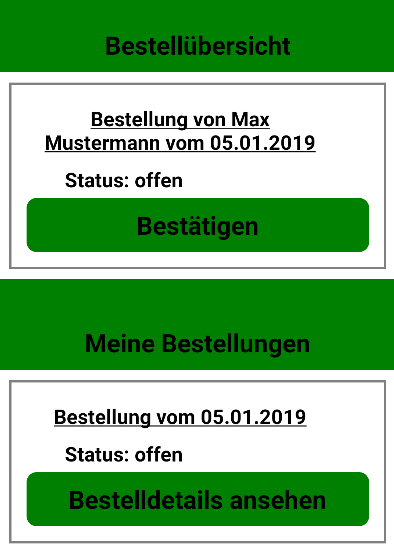 Bestellübersicht
Bestellung von Max
Mustermann vom 05.01.2019
Status: offen
Bestätigen
Meine Bestellungen
Bestellung vom 05.01.2019
Status: offen
Bestelldetails ansehen